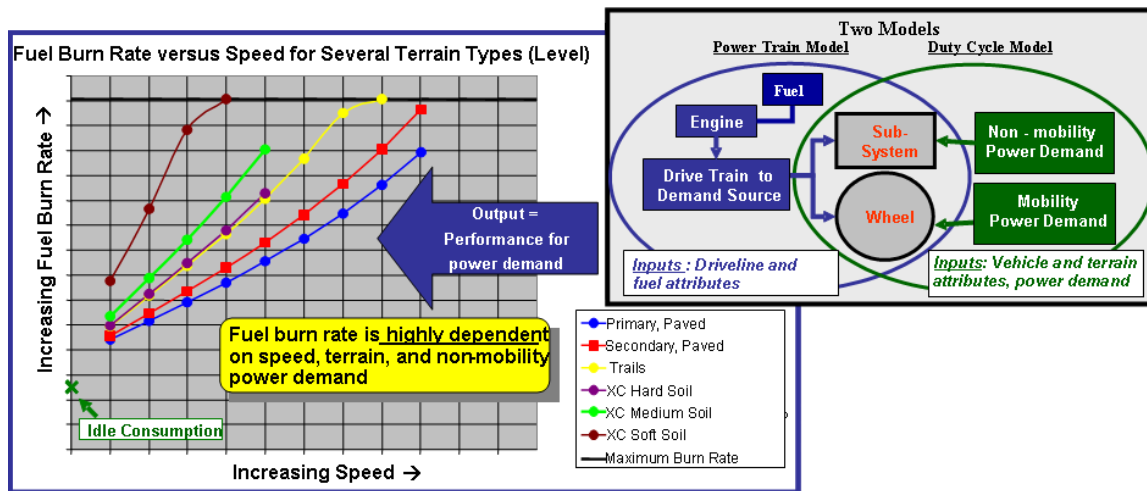 Fuel Burn Rate versus Speed for Several Terrain Types (Level)
Increasing Fuel Burn Rate →
Increasing Speed →
Idle Consumption
Output =
Performance for
power demand
Fuel burn rate is highly dependent
on speed, terrain, and non-mobility
power demand
Primary, Paved
Secondary, Paved
Trails
XC Hard Soil
XC Medium Soil
XC Soft Soil
Maximum Burn Rate
Two Models
Power Train Model
Duty Cycle Model
Fuel
Engine
Drive Train to
Demand Source
Sub-
System
Wheel
Non - mobility
Power Demand
Mobility
Power Demand
Inputs : Driveline and
fuel attributes
Inputs: Vehicle and terrain
attributes, power demand